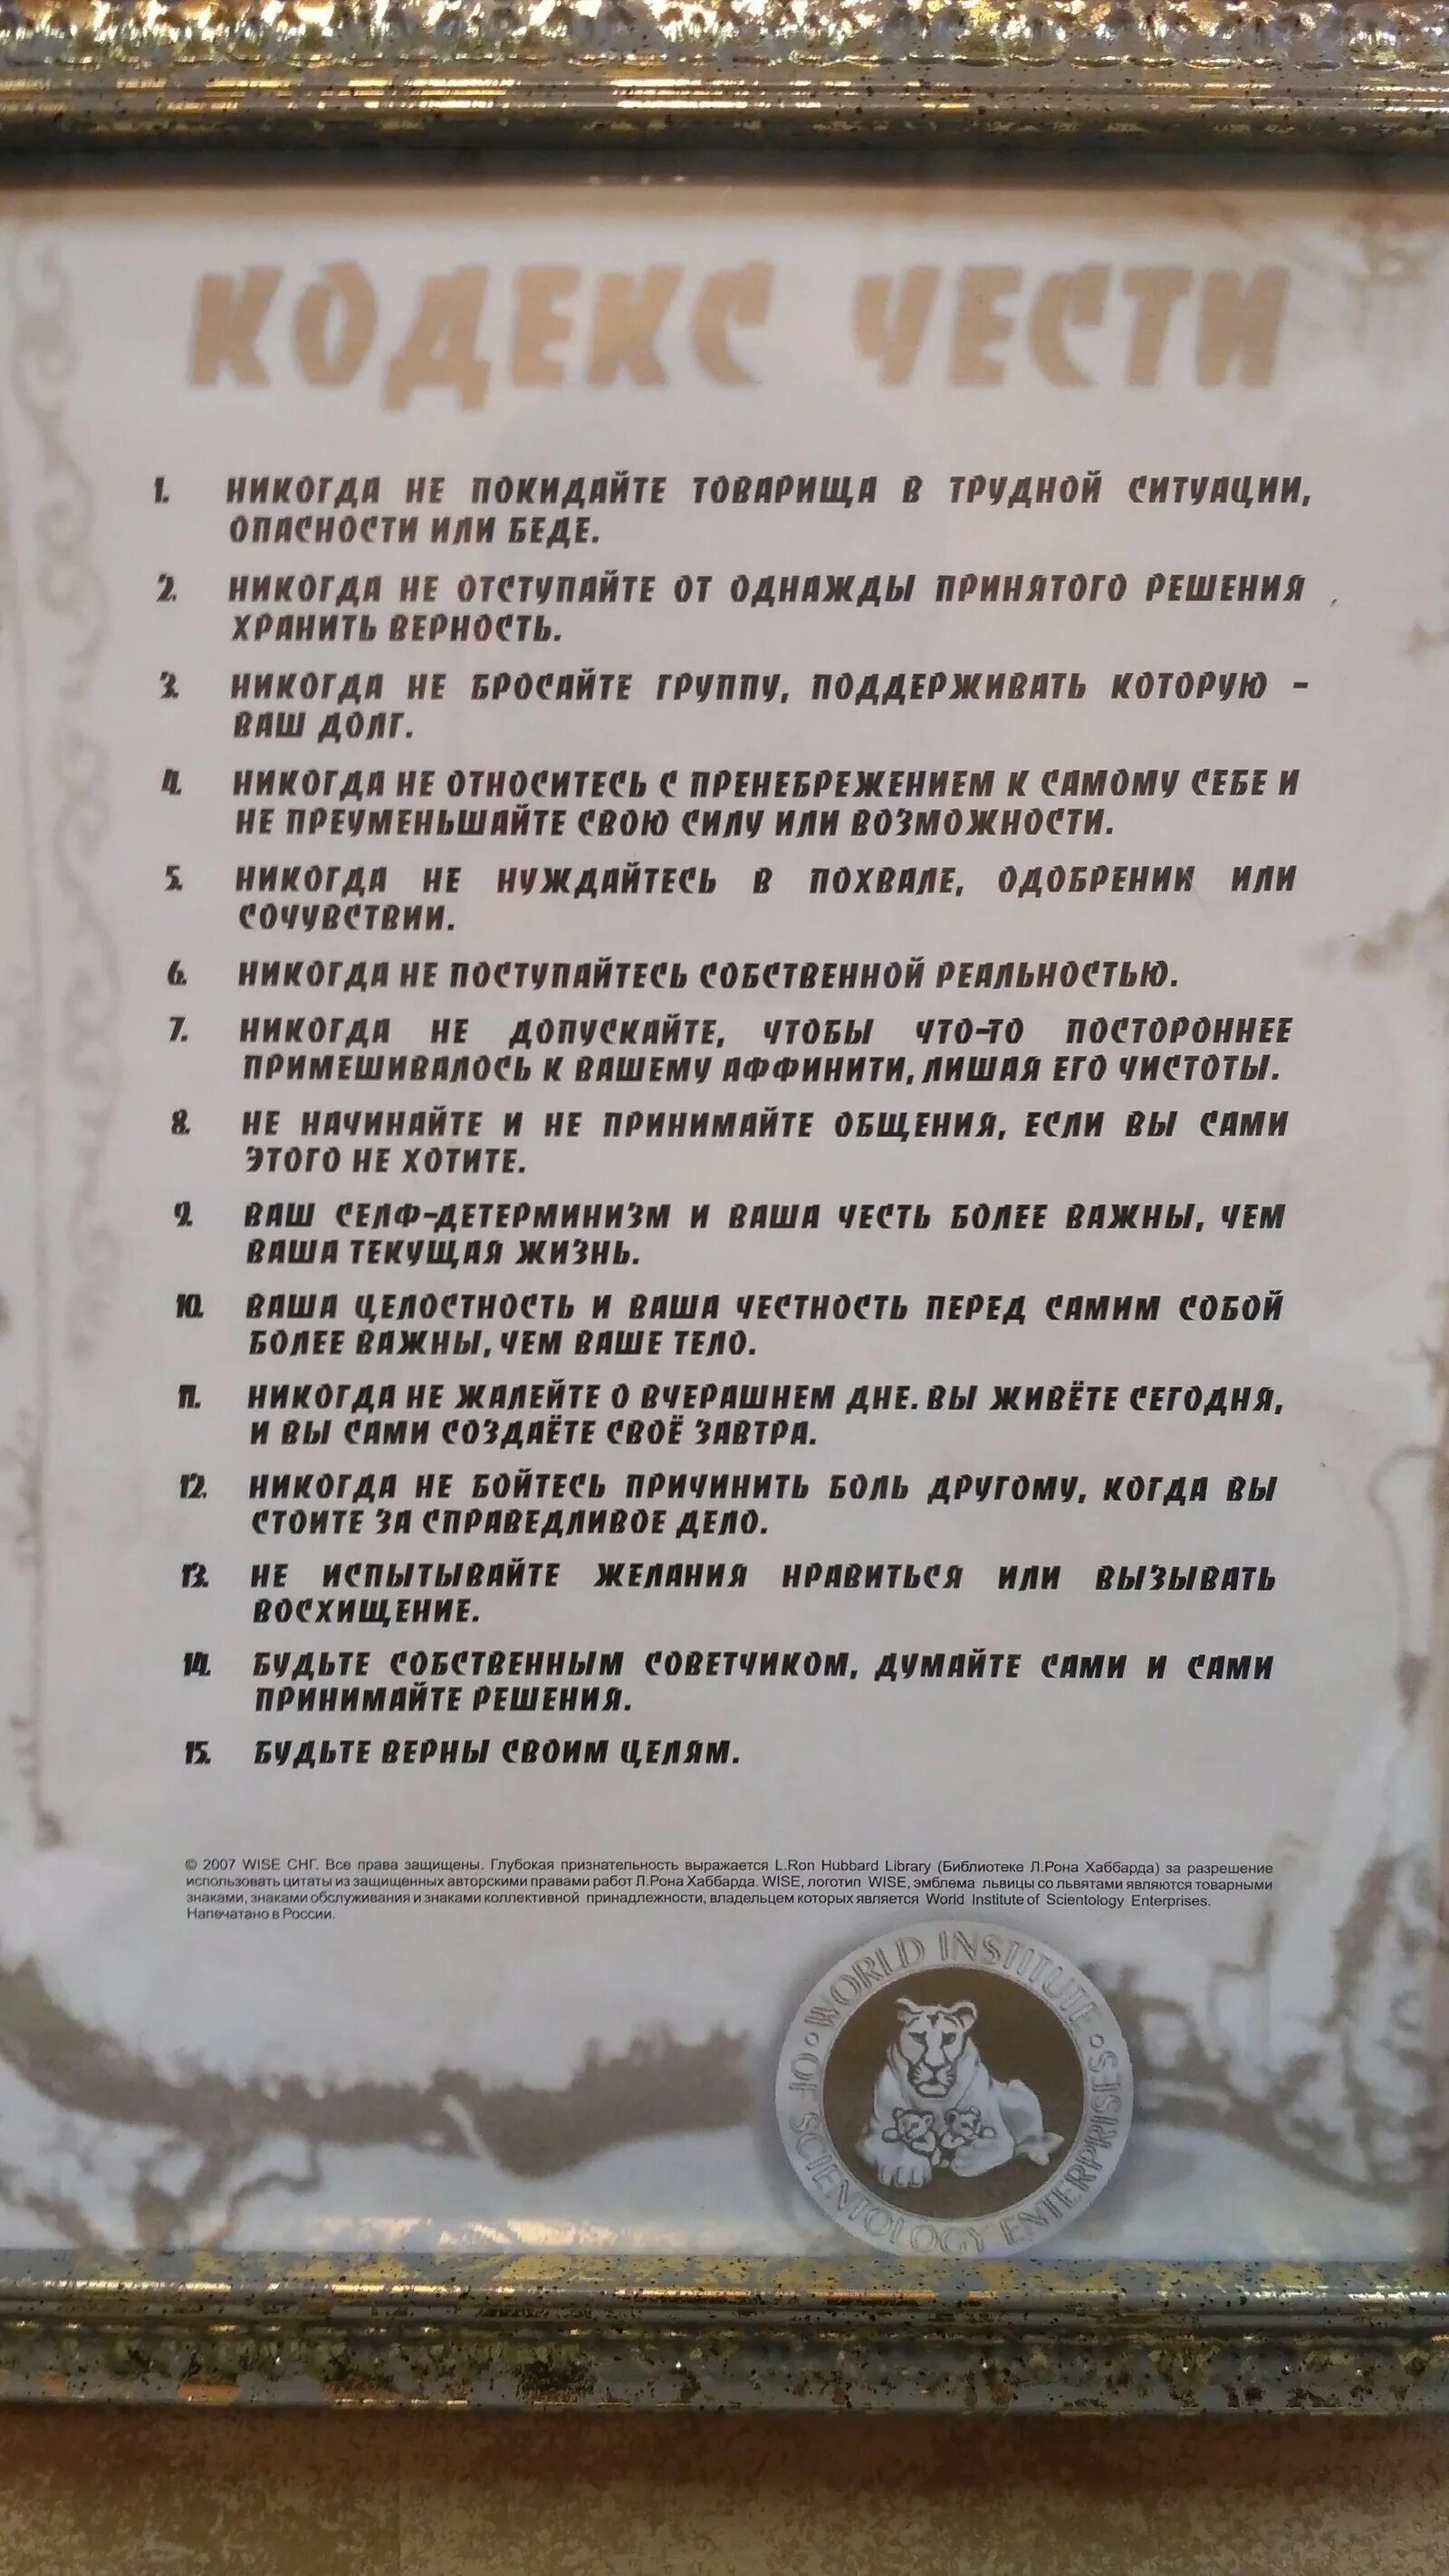 КОДЕКС ЧЕСТИ
1. НИКОГДА НЕ ПОКИДАЙТЕ ТОВАРИЩА В ТРУДНОЙ СИТУАЦИИ,
ОПАСНОСТИ ИЛИ БЕДЕ.
2. НИКОГДА НЕ ОТСТУПАЙТЕ ОТ ОДНАЖДЫ ПРИНЯТОГО РЕШЕНИЯ
ХРАНИТЬ ВЕРНОСТЬ.
3. НИКОГДА НЕ БРОСАЙТЕ ГРУППУ, ПОДДЕРЖИВАТЬ КОТОРУЮ -
ВАШ ДОЛГ.
4. НИКОГДА НЕ ОТНОСИТЕСЬ С ПРЕНЕБРЕЖЕНИЕМ К САМОМУ СЕБЕ И
НЕ ПРЕУМЕНЬШАЙТЕ СВОЮ СИЛУ ИЛИ ВОЗМОЖНОСТИ.
5. НИКОГДА НЕ НУЖДАЙТЕСЬ В ПОХВАЛЕ, ОДОБРЕНИИ ИЛИ
СОЧУВСТВИИ.
6. НИКОГДА НЕ ПОСТУПАЙТЕСЬ СОБСТВЕННОЙ РЕАЛЬНОСТЬЮ.
7. НИКОГДА НЕ ДОПУСКАЙТЕ, ЧТОБЫ ЧТО-ТО ПОСТОРОННЕЕ
ПРИМЕШИВАЛОСЬ К ВАШЕМУ АФФИНИТИ, ЛИШАЯ ЕГО ЧИСТОТЫ.
8. НЕ НАЧИНАЙТЕ И НЕ ПРИНИМАЙТЕ ОБЩЕНИЯ, ЕСЛИ ВЫ САМИ
ЭТОГО НЕ ХОТИТЕ.
9. ВАШ СЕЛФ-ДЕТЕРМИНИЗМ И ВАША ЧЕСТЬ БОЛЕЕ ВАЖНЫ, ЧЕМ
ВАША ТЕКУЩАЯ ЖИЗНЬ.
10. ВАША ЦЕЛОСТНОСТЬ И ВАША ЧЕСТНОСТЬ ПЕРЕД САМИМ СОБОЙ
БОЛЕЕ ВАЖНЫ, ЧЕМ ВАШЕ ТЕЛО.
11. НИКОГДА НЕ ЖАЛЕЙТЕ О ВЧЕРАШНЕМ ДНЕ. ВЫ ЖИВЁТЕ СЕГОДНЯ,
И ВЫ САМИ СОЗДАЁТЕ СВОЁ ЗАВТРА.
12. НИКОГДА НЕ БОЙТЕСЬ ПРИЧИНИТЬ БОЛЬ ДРУГОМУ, КОГДА ВЫ
СТОИТЕ ЗА СПРАВЕДЛИВОЕ ДЕЛО.
13. НЕ ИСПЫТЫВАЙТЕ ЖЕЛАНИЯ НРАВИТЬСЯ ИЛИ ВЫЗЫВАТЬ
ВОСХИЩЕНИЕ.
14. БУДЬТЕ СОБСТВЕННЫМ СОВЕТЧИКОМ, ДУМАЙТЕ САМИ И САМИ
ПРИНИМАЙТЕ РЕШЕНИЯ.
15. БУДЬТЕ ВЕРНЫ СВОИМ ЦЕЛЯМ.
© 2007 WISE СНГ. Все права защищены. Глубокая признательность выражается L.Ron Hubbard Library (Библиотеке Л.Рона Хаббарда) за разрешение
использовать цитаты из защищенных авторскими правами работ Л.Рона Хаббарда. WISE, логотип WISE, эмблема львицы со львятами являются товарными
знаками, знаками обслуживания и знаками коллективной принадлежности, владельцем которых является World Institute of Scientology Enterprises.
Напечатано в России.
WORLD INSTITUTE OF SCIENTOLOGY ENTERPRISES